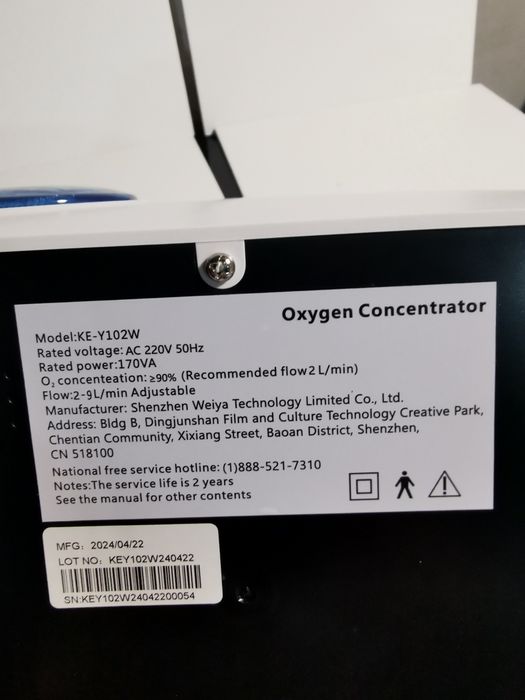 Oxygen Concentrator
Model:KE-Y102W
Rated voltage: AC 220V 50Hz
Rated power:170VA
O₂ concenteation: ≥90% (Recommended flow2 L/min)
Flow:2-9L/min Adjustable
Manufacturer: Shenzhen Weiya Technology Limited Co., Ltd.
Address: Bldg B, Dingjunshan Film and Culture Technology Creative Park,
Chentian Community, Xixiang Street, Baoan District, Shenzhen,
CN 518100
National free service hotline: (1)888-521-7310
Notes:The service life is 2 years
See the manual for other contents
MFG: 2024/04/22
LOT NO: KEY102W240422
SN:KEY102W24042200054